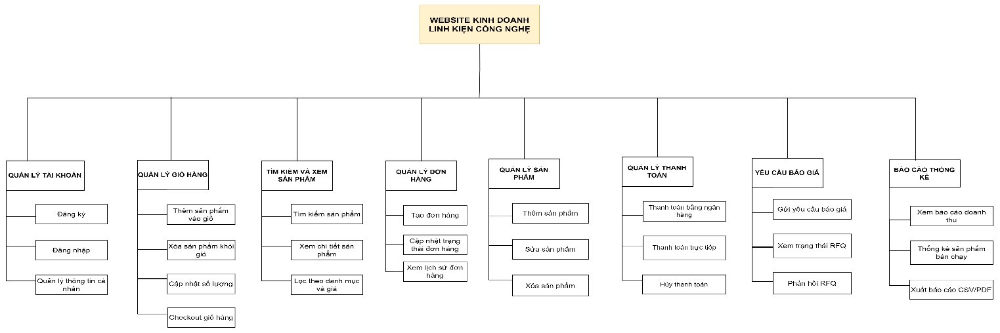 WEBSITE KINH DOANH
LINH KIỆN CÔNG NGHỆ
QUẢN LÝ TÀI KHOẢN
Đăng ký
Đăng nhập
Quản lý thông tin cá
nhân
QUẢN LÝ GIỎ HÀNG
Thêm sản phẩm
vào giỏ
Xóa sản phẩm khỏi
giỏ
Cập nhật số lượng
Checkout giỏ hàng
TÌM KIẾM VÀ XEM
SẢN PHẨM
Tìm kiếm sản phẩm
Xem chi tiết sản
phẩm
Lọc theo danh mục
và giá
QUẢN LÝ ĐƠN
HÀNG
Tạo đơn hàng
Cập nhật trạng
thái đơn hàng
Xem lịch sử đơn
hàng
QUẢN LÝ SẢN
PHẨM
Thêm sản phẩm
Sửa sản phẩm
Xóa sản phẩm
QUẢN LÝ THANH
TOÁN
Thanh toán bằng ngân
hàng
Thanh toán trực tiếp
Hủy thanh toán
YÊU CẦU BÁO GIÁ
Gửi yêu cầu báo giá
Xem trạng thái RFQ
Phản hồi RFQ
BÁO CÁO THỐNG
KÊ
Xem báo cáo doanh
thu
Thống kê sản phẩm
bán chạy
Xuất báo cáo CSV/PDF